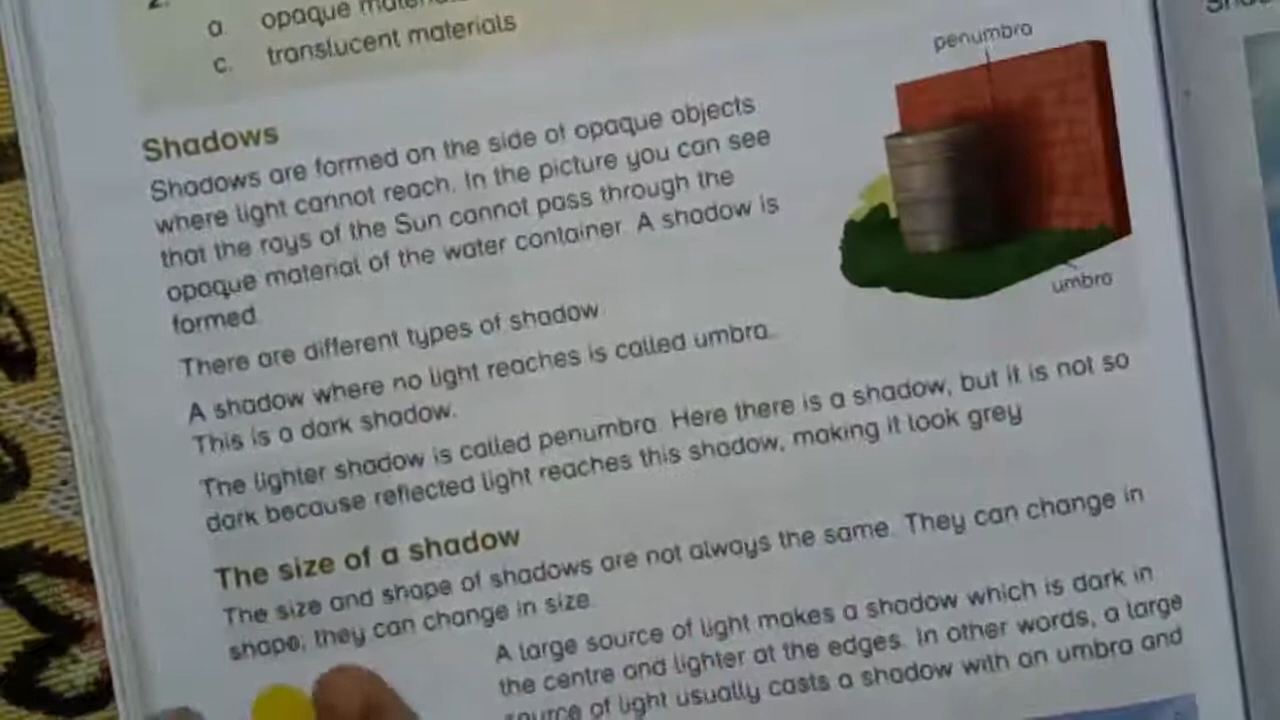 2.
a. opaque
c. translucent materials
penumbra
Shadows
Shadows are formed on the side of opaque objects
where light cannot reach. In the picture you can see
that the rays of the Sun cannot pass through the
opaque material of the water container. A shadow is
formed.
umbra
There are different types of shadow.
A shadow where no light reaches is called umbra.
This is a dark shadow.
The lighter shadow is called penumbra. Here there is a shadow, but it is not so
dark because reflected light reaches this shadow, making it look grey
The size of a shadow
The size and shape of shadows are not always the same. They can change in
shape; they can change in size.
A large source of light makes a shadow which is dark in
the centre and lighter at the edges. In other words, a large
source of light usually casts a shadow with an umbra and